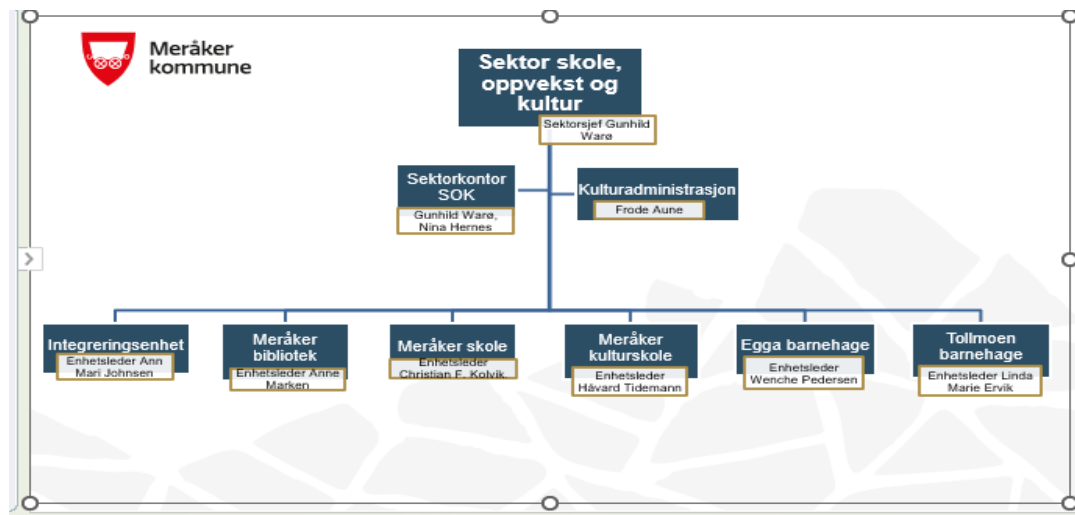 Meråker
kommune
Sektor skole,
oppvekst og
kultur
Sektorsjef Gunhild
Warø
Sektorkontor
SOK
Gunhild Warø,
Nina Hernes
Kulturadministrasjon
Frode Aune
Integreringsenhet
Enhetsleder Ann
Mari Johnsen
Meråker
bibliotek
Enhetsleder Anne
Marken
Meråker skole
Enhetsleder
Christian F. Kolvik.
Meråker
kulturskole
Enhetsleder
Håvard Tidemann
Egga barnehage
Enhetsleder
Wenche Pedersen
Tollmoen
barnehage
Enhetsleder Linda
Marie Ervik